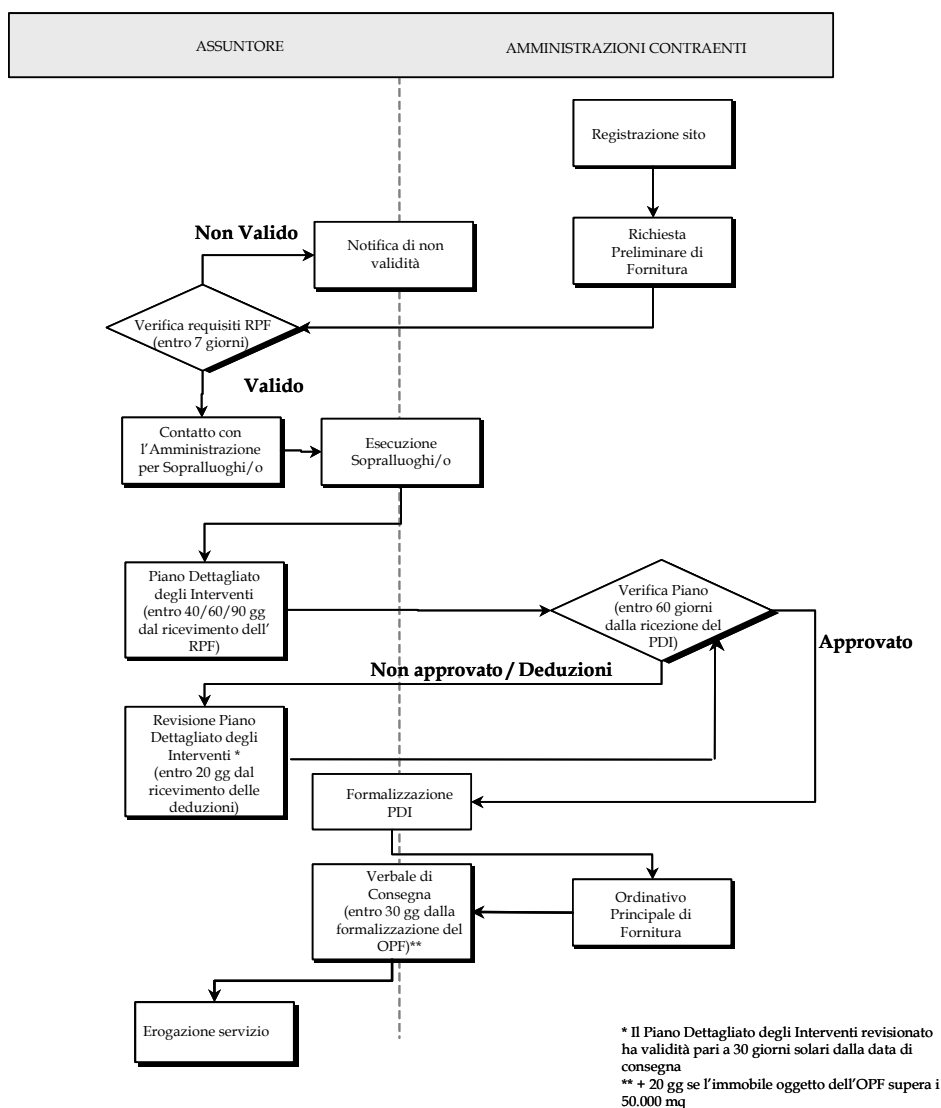 ASSUNTORE
AMMINISTRAZIONI CONTRAENTI
Registrazione sito
Richiesta
Preliminare di
Fornitura
Non Valido
Notifica di non
validità
Verifica requisiti RPF
(entro 7 giorni)
Valido
Contatto con
l'Amministrazione
per Sopralluoghi/o
Esecuzione
Sopralluoghi/o
Piano Dettagliato
degli Interventi
(entro 40/60/90 gg
dal ricevimento dell'
RPF)
Verifica Piano
(entro 60 giorni
dalla ricezione del
PDI)
Approvato
Non approvato / Deduzioni
Revisione Piano
Dettagliato degli
Interventi *
(entro 20 gg dal
ricevimento delle
deduzioni)
Formalizzazione
PDI
Verbale di
Consegna
(entro 30 gg dalla
formalizzazione del
OPF)**
Ordinativo
Principale di
Fornitura
Erogazione servizio
* Il Piano Dettagliato degli Interventi revisionato
ha validità pari a 30 giorni solari dalla data di
consegna
** + 20 gg se l'immobile oggetto dell'OPF supera i
50.000 mq